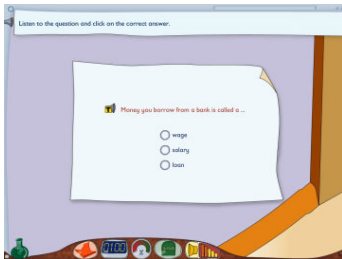 Listen to the question and click on the correct answer.
Money you borrow from a bank is called a ...
wage
salary
loan